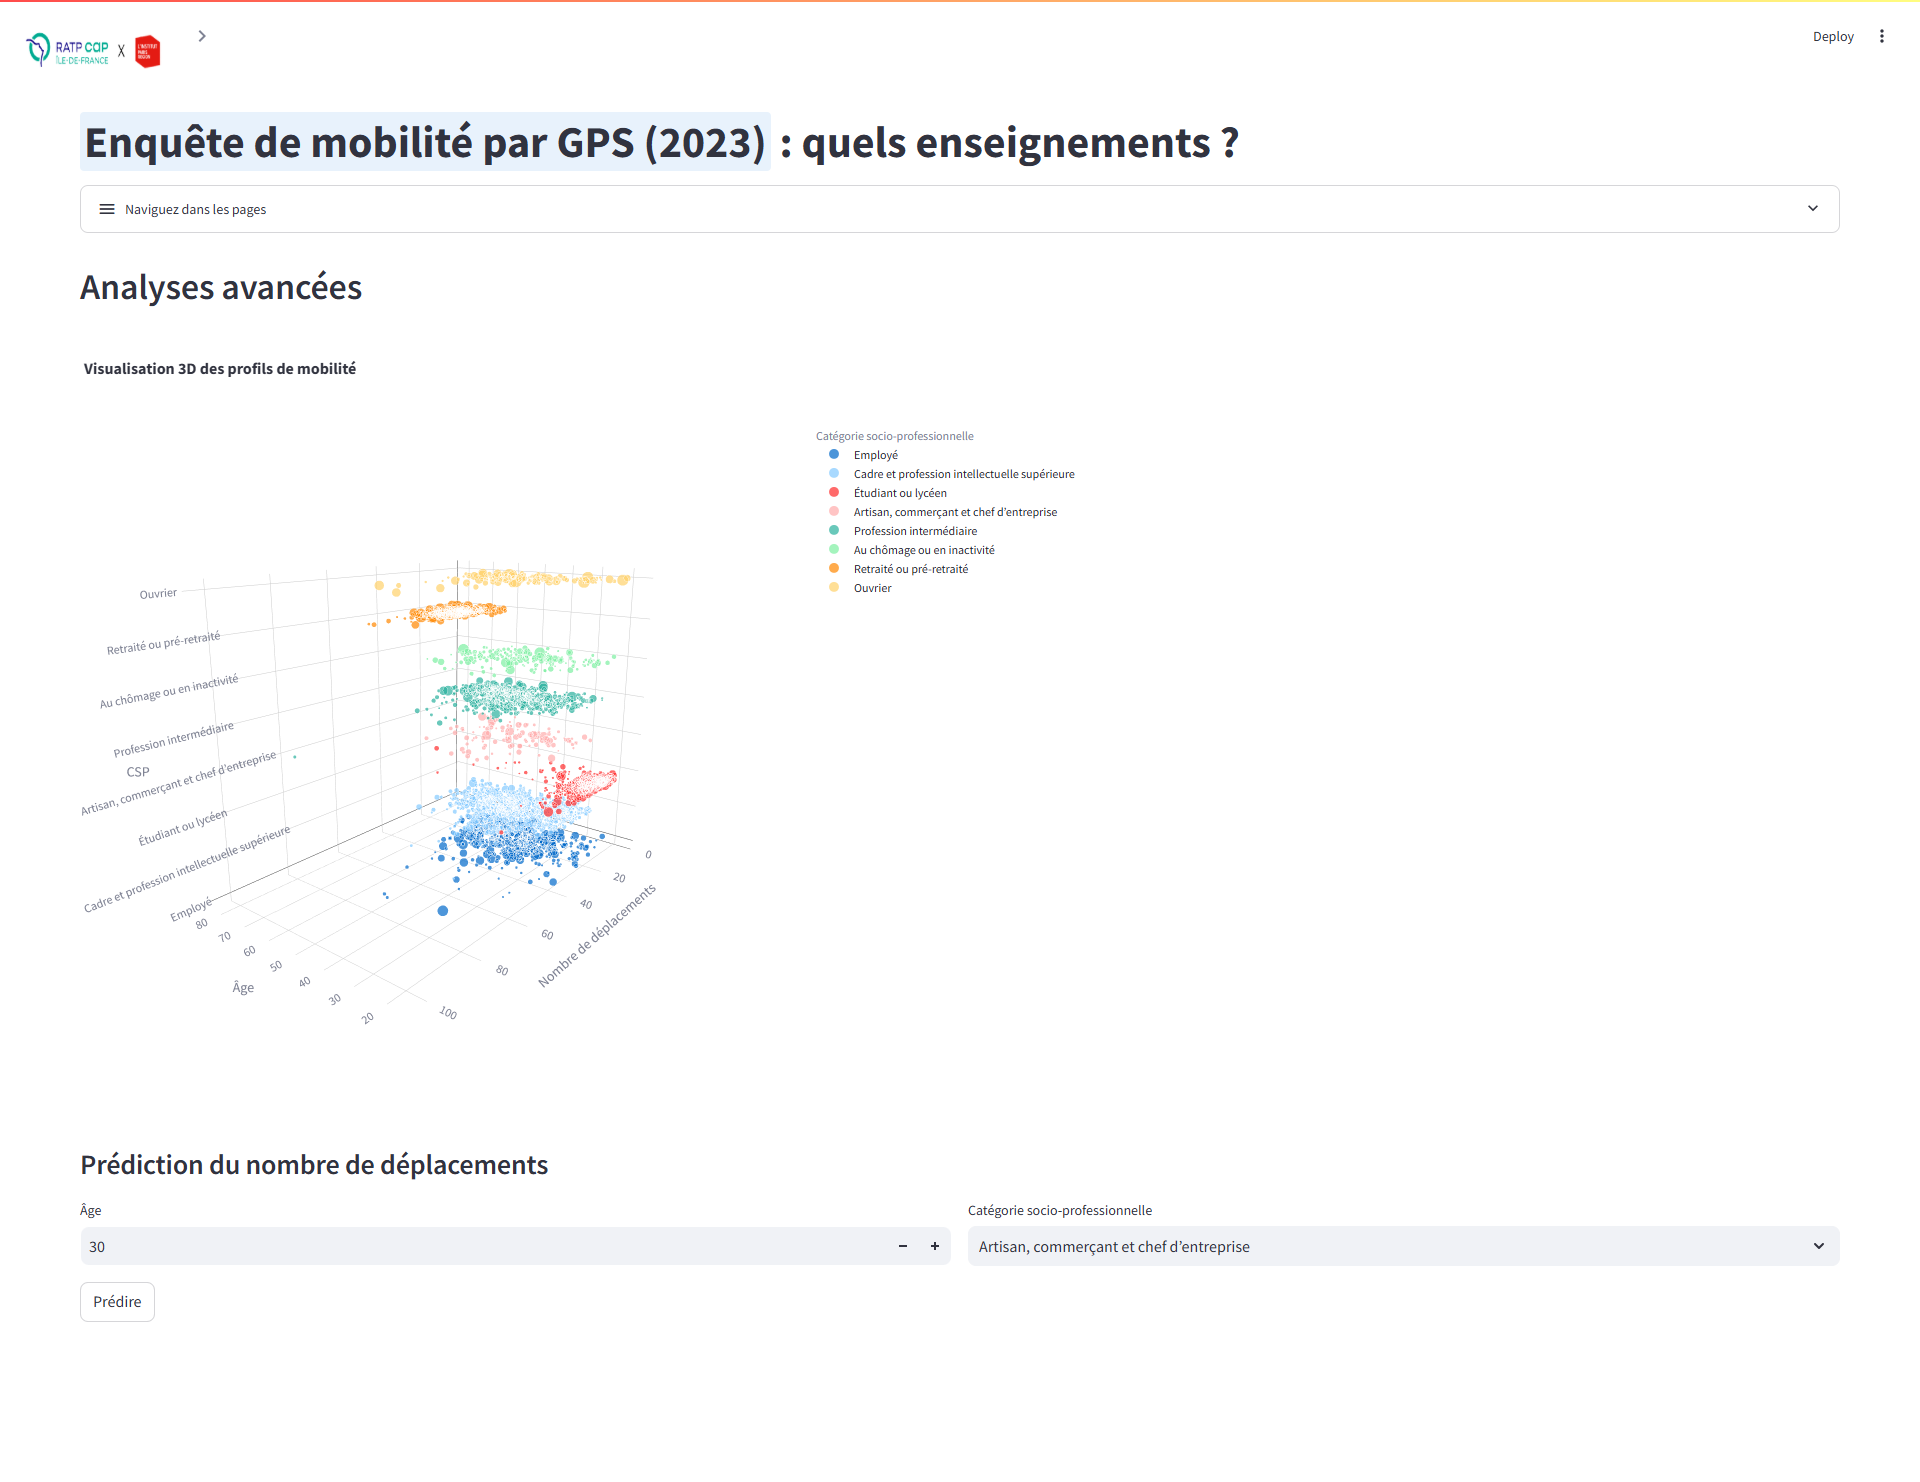 RATP CAP
ÎLE-DE-FRANCE
X
L'INSTITUT
PARIS
REGION
Deploy
Enquête de mobilité par GPS (2023) : quels enseignements ?
Naviguez dans les pages
Analyses avancées
Visualisation 3D des profils de mobilité
Catégorie socio-professionnelle
Employé
Cadre et profession intellectuelle supérieure
Étudiant ou lycéen
Artisan, commerçant et chef d’entreprise
Profession intermédiaire
Au chômage ou en inactivité
Retraité ou pré-retraité
Ouvrier
Ouvrier
Retraité ou pré-retraité
Au chômage ou en inactivité
Profession intermédiaire
CSP
Artisan, commerçant et chef d’entreprise
Étudiant ou lycéen
Cadre et profession intellectuelle supérieure
Employé
80
70
60
50
40
30
20
Âge
0
20
40
60
80
100
Nombre de déplacements
Prédiction du nombre de déplacements
Âge
30
Catégorie socio-professionnelle
Artisan, commerçant et chef d’entreprise
Prédire